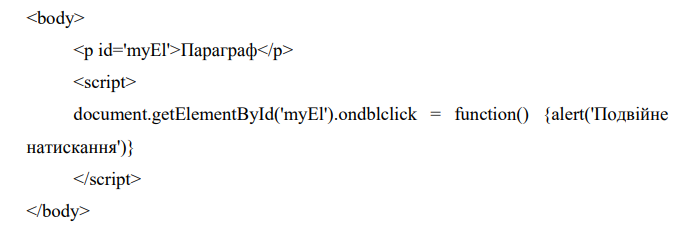 <body>
<p id='myEl'>Параграф</p>
<script>
document.getElementById('myEl').ondblclick = function() {alert('Подвійне
натискання')}
</script>
</body>